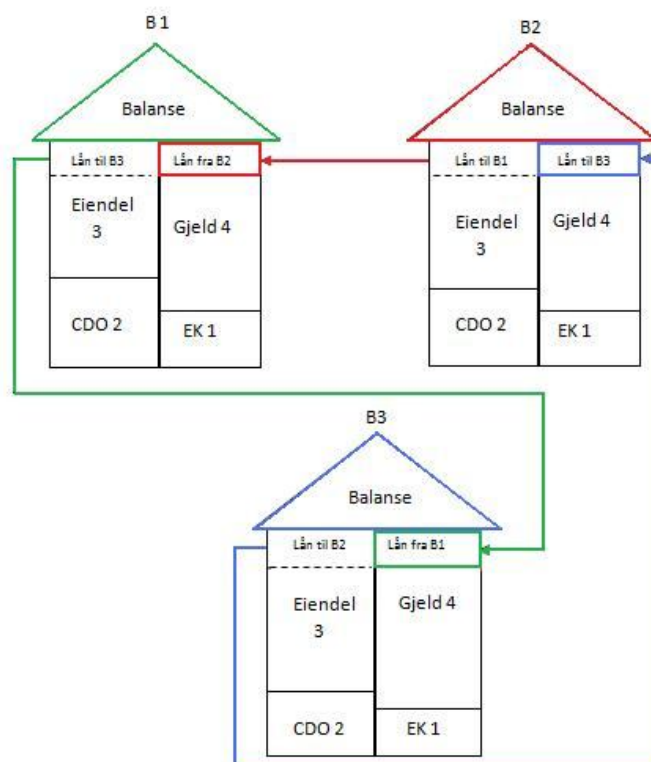 B 1
Balanse
Lån til B3
Lån fra B2
Eiendel
3
Gjeld 4
CDO 2
EK 1
B2
Balanse
Lån til B1
Lån til B3
Eiendel
3
Gjeld 4
CDO 2
EK 1
B3
Balanse
Lån til B2
Lån fra B1
Eiendel
3
Gjeld 4
CDO 2
EK 1